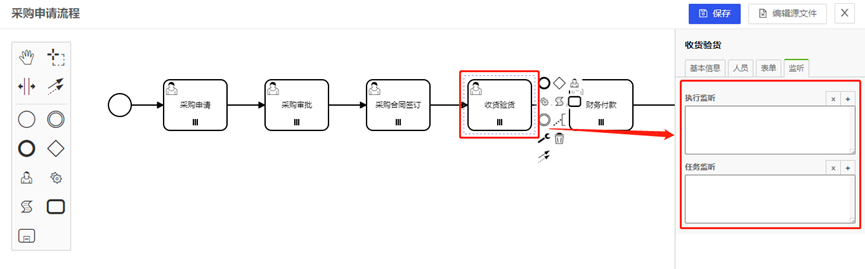 采购申请流程
保存
编辑源文件
X
收货验货
基本信息 人员 表单 监听
采购申请 采购审批 采购合同签订 收货验货 财务付款
执行监听 x +
任务监听 x +